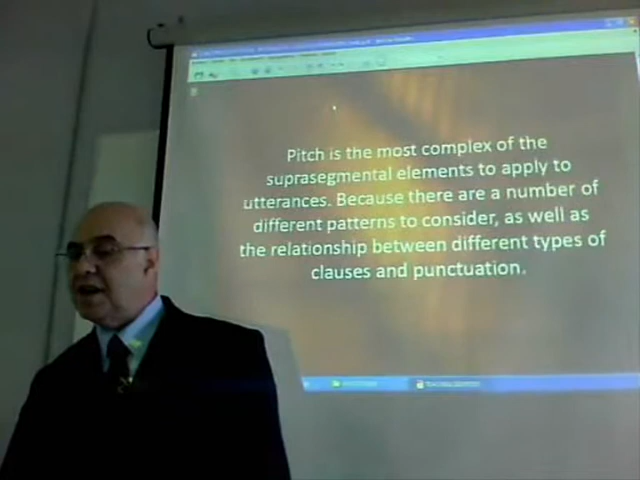 Pitch is the most complex of the
suprasegmental elements to apply to
utterances. Because there are a number of
different patterns to consider, as well as
the relationship between different types of
clauses and punctuation.